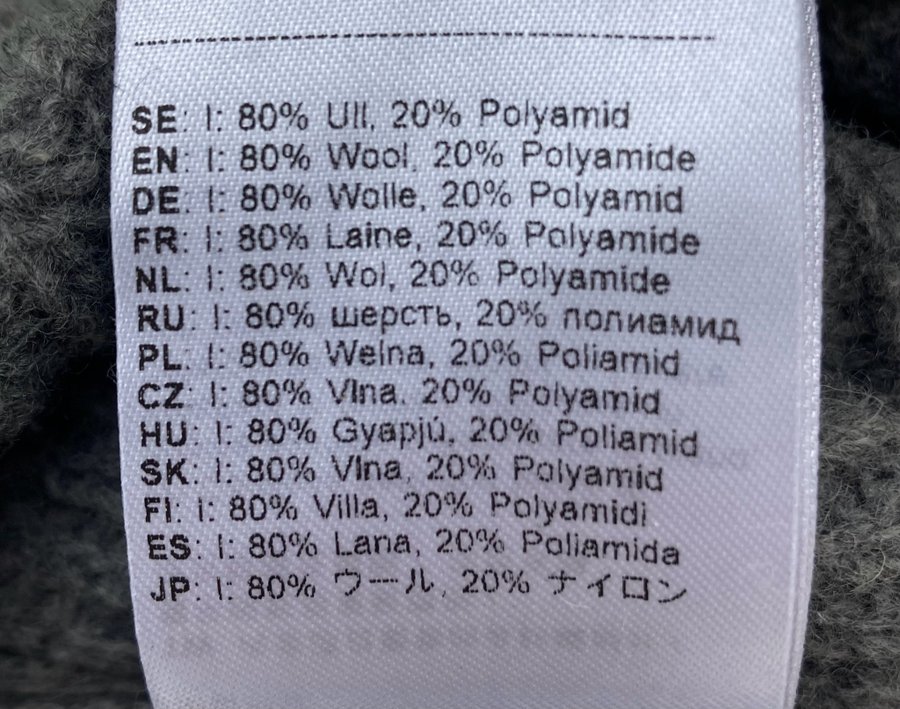 SE: I: 80% Ull, 20% Polyamid
EN: I: 80% Wool, 20% Polyamide
DE: I: 80% Wolle, 20% Polyamid
FR: I: 80% Laine, 20% Polyamide
NL: I: 80% Wol, 20% Polyamide
RU: I: 80% шерсть, 20% полиамид
PL: I: 80% Wełna, 20% Poliamid
CZ: I: 80% Vlna, 20% Polyamid
HU: I: 80% Gyapjú, 20% Poliamid
SK: I: 80% Vlna, 20% Polyamid
FI: I: 80% Villa, 20% Polyamidi
ES: I: 80% Lana, 20% Poliamida
JP: I: 80% ウール, 20% ナイロン